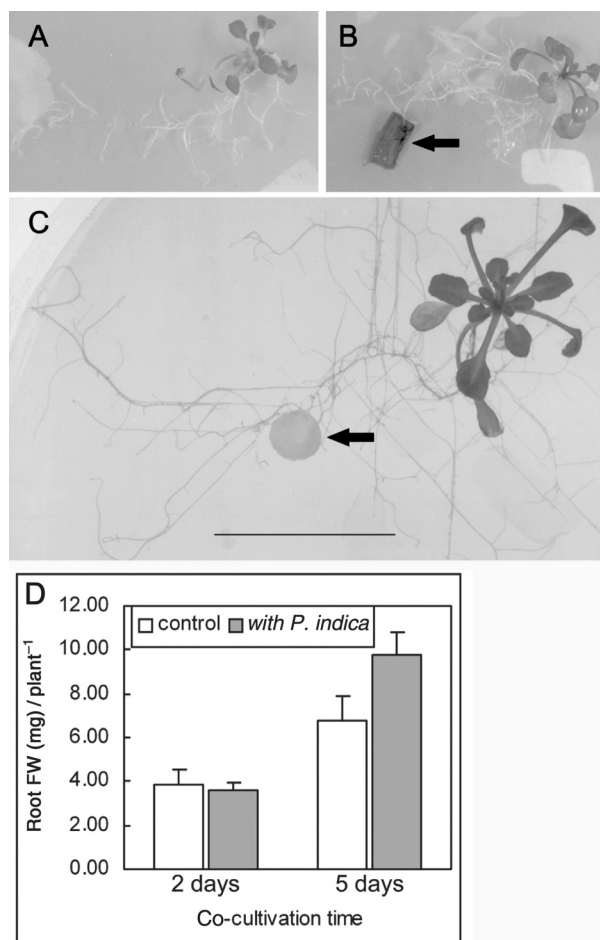 A
B
C
D
control with P. indica
12.00
10.00
8.00
6.00
4.00
2.00
0.00
Root FW (mg) / plant⁻¹
2 days 5 days
Co-cultivation time